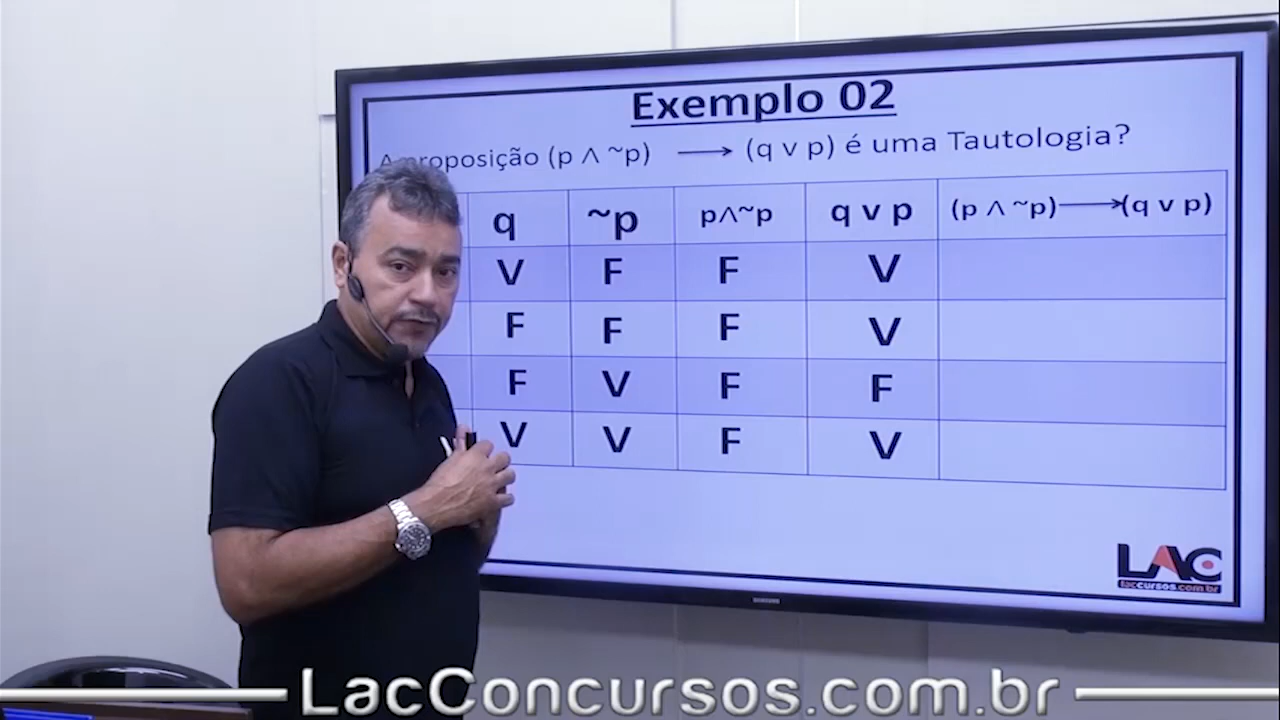 Exemplo 02
A proposição (p ∧ ~p) ⟶ (q v p) é uma Tautologia?
q ~p p∧~p q v p (p ∧ ~p)⟶(q v p)
V F F V
F F F V
F V F F
V V F V
LAC
laccursos.com.br
SAMSUNG
LacConcursos.com.br